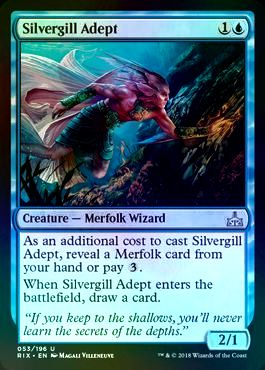 Silvergill Adept 1
Creature — Merfolk Wizard
As an additional cost to cast Silvergill
Adept, reveal a Merfolk card from
your hand or pay 3.
When Silvergill Adept enters the
battlefield, draw a card.
“If you keep to the shallows, you’ll never
learn the secrets of the depths.”
2/1
053/196 U
RIX • EN Magali Villeneuve
™ & © 2018 Wizards of the Coast